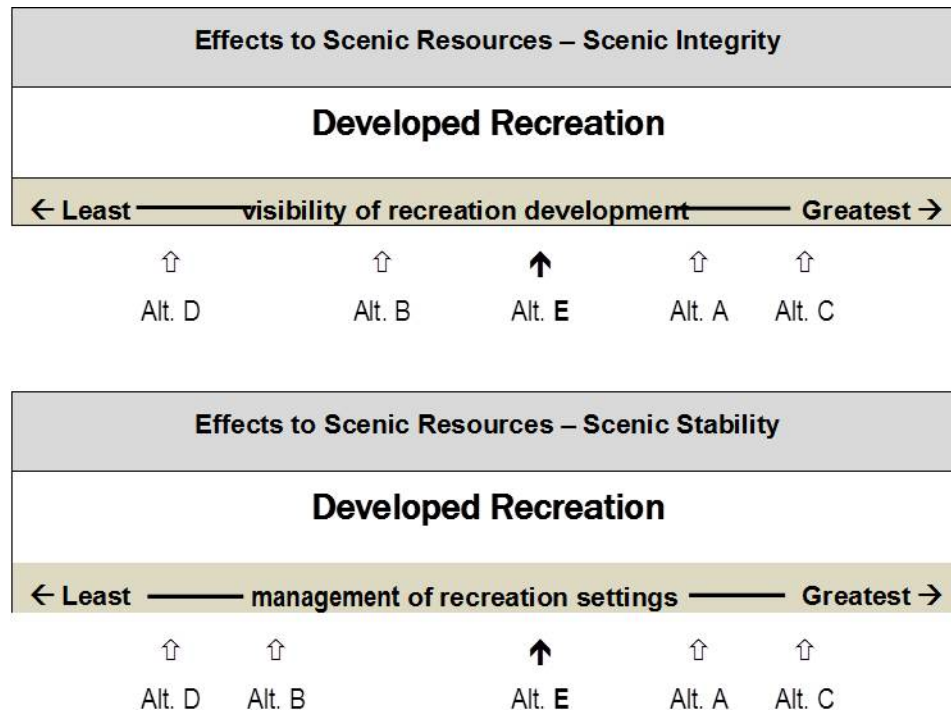 Effects to Scenic Resources – Scenic Integrity
Developed Recreation
← Least visibility of recreation development Greatest →
⇧ ⇧ ↑ ⇧ ⇧
Alt. D Alt. B Alt. E Alt. A Alt. C
Effects to Scenic Resources – Scenic Stability
Developed Recreation
← Least management of recreation settings Greatest →
⇧ ⇧ ↑ ⇧ ⇧
Alt. D Alt. B Alt. E Alt. A Alt. C